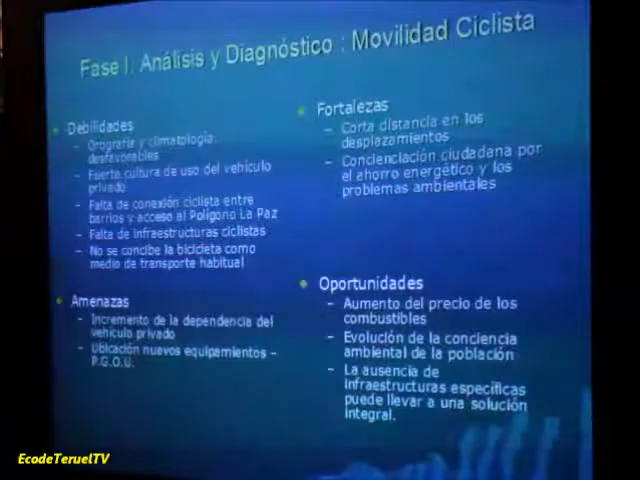 Fase I. Análisis y Diagnóstico : Movilidad Ciclista
Debilidades
– Orografía y climatología
desfavorables
– Fuerte cultura de uso del vehículo
privado
– Falta de conexión ciclista entre
barrios y acceso al Polígono La Paz
– Falta de infraestructuras ciclistas
– No se concibe la bicicleta como
medio de transporte habitual
Amenazas
– Incremento de la dependencia del
vehículo privado
– Ubicación nuevos equipamientos –
P.G.O.U.
Fortalezas
– Corta distancia en los
desplazamientos
– Concienciación ciudadana por
el ahorro energético y los
problemas ambientales
Oportunidades
– Aumento del precio de los
combustibles
– Evolución de la conciencia
ambiental de la población
– La ausencia de
infraestructuras específicas
puede llevar a una solución
integral.
EcodeTeruelTV